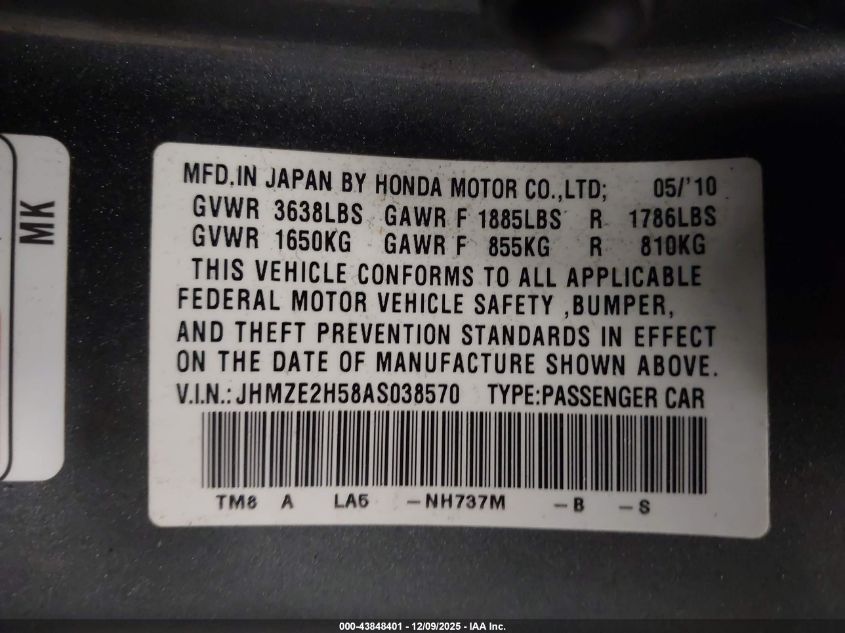 MK
MFD.IN JAPAN BY HONDA MOTOR CO.,LTD; 05/'10
GVWR 3638LBS GAWR F 1885LBS R 1786LBS
GVWR 1650KG GAWR F 855KG R 810KG
THIS VEHICLE CONFORMS TO ALL APPLICABLE
FEDERAL MOTOR VEHICLE SAFETY ,BUMPER,
AND THEFT PREVENTION STANDARDS IN EFFECT
ON THE DATE OF MANUFACTURE SHOWN ABOVE.
V.I.N.: JHMZE2H58AS038570 TYPE:PASSENGER CAR
TM8 A LA5 -NH737M -B -S
000-43848401 - 12/09/2025 - IAA Inc.